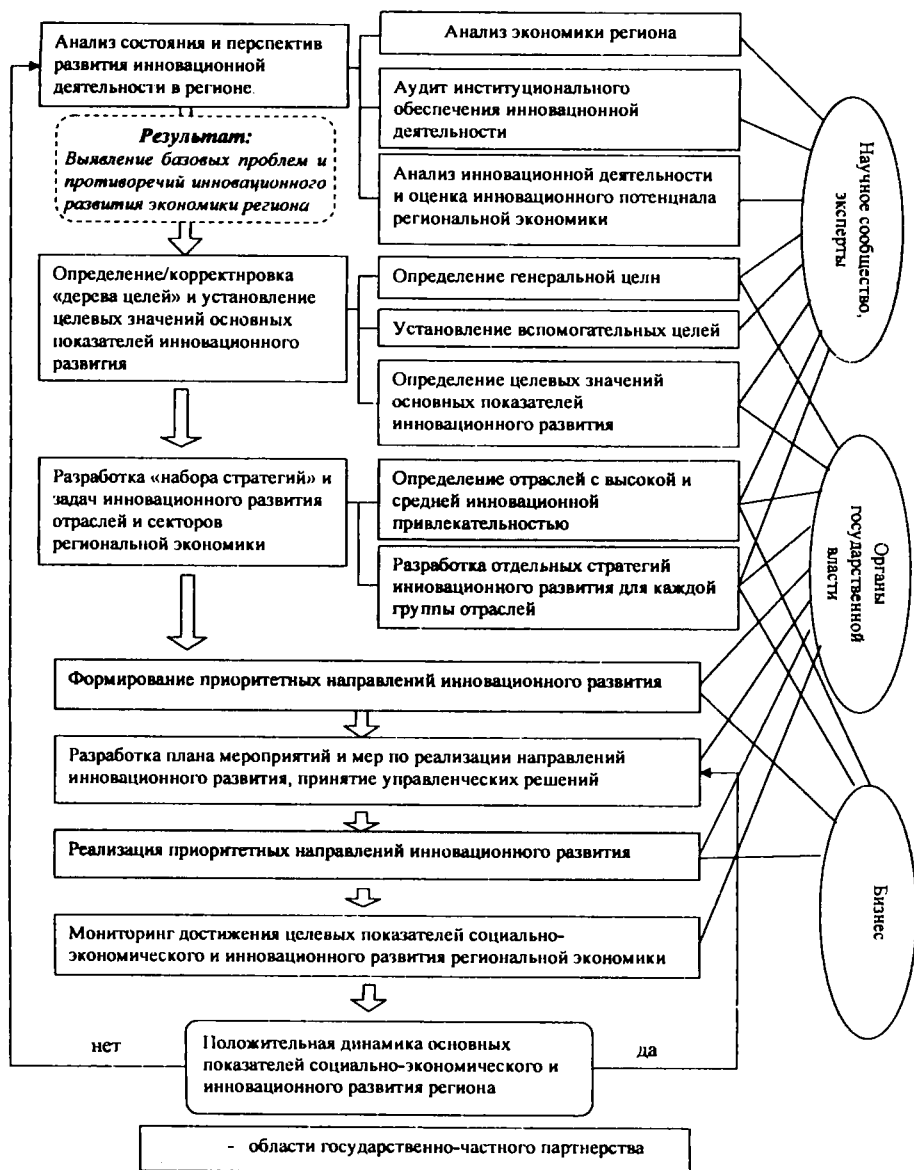 Анализ состояния и перспектив
развития инновационной
деятельности в регионе.
Результат:
Выявление базовых проблем и
противоречий инновационного
развития экономики региона
Анализ экономики региона
Аудит институционального
обеспечения инновационной
деятельности
Анализ инновационной деятельности
и оценка инновационного потенциала
региональной экономики
Научное сообщество,
эксперты
Определение/корректировка
«дерева целей» и установление
целевых значений основных
показателей инновационного
развития
Определение генеральной цели
Установление вспомогательных целей
Определение целевых значений
основных показателей
инновационного развития
Разработка «набора стратегий» и
задач инновационного развития
отраслей и секторов
региональной экономики
Определение отраслей с высокой и
средней инновационной
привлекательностью
Разработка отдельных стратегий
инновационного развития для каждой
группы отраслей
Органы
государственной
власти
Формирование приоритетных направлений инновационного развития
Разработка плана мероприятий и мер по реализации направлений
инновационного развития, принятие управленческих решений
Реализация приоритетных направлений инновационного развития
Бизнес
Мониторинг достижения целевых показателей социально-
экономического и инновационного развития региональной экономики
нет
Положительная динамика основных
показателей социально-экономического и
инновационного развития региона
да
- области государственно-частного партнерства